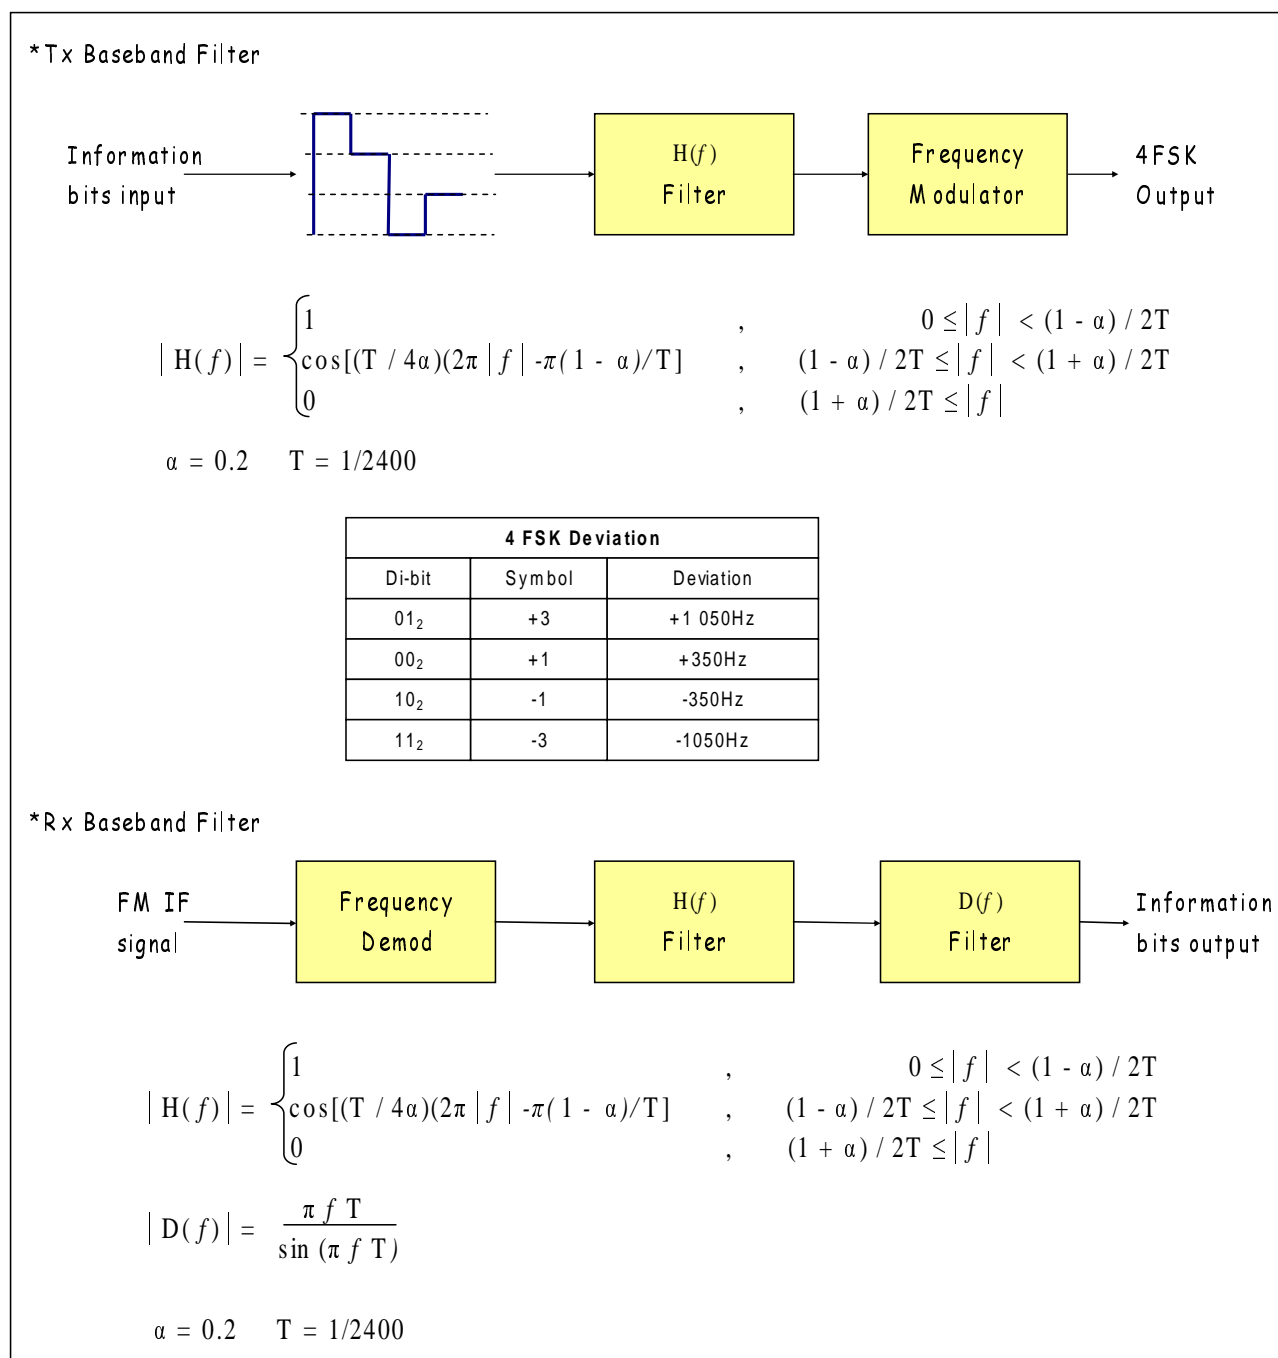 *Tx Baseband Filter
Information
bits input
H(f)
Filter
Frequency
Modulator
4FSK
Output
| H(f) | = { 1 , 0 ≤ | f | < (1 - α) / 2T
cos[(T / 4α)(2π | f | -π(1 - α)/T] , (1 - α) / 2T ≤ | f | < (1 + α) / 2T
0 , (1 + α) / 2T ≤ | f |
α = 0.2 T = 1/2400
4 FSK Deviation
Di-bit Symbol Deviation
01₂ +3 +1 050Hz
00₂ +1 +350Hz
10₂ -1 -350Hz
11₂ -3 -1050Hz
*Rx Baseband Filter
FM IF
signal
Frequency
Demod
H(f)
Filter
D(f)
Filter
Information
bits output
| H(f) | = { 1 , 0 ≤ | f | < (1 - α) / 2T
cos[(T / 4α)(2π | f | -π(1 - α)/T] , (1 - α) / 2T ≤ | f | < (1 + α) / 2T
0 , (1 + α) / 2T ≤ | f |
| D(f) | = π f T / sin (π f T)
α = 0.2 T = 1/2400